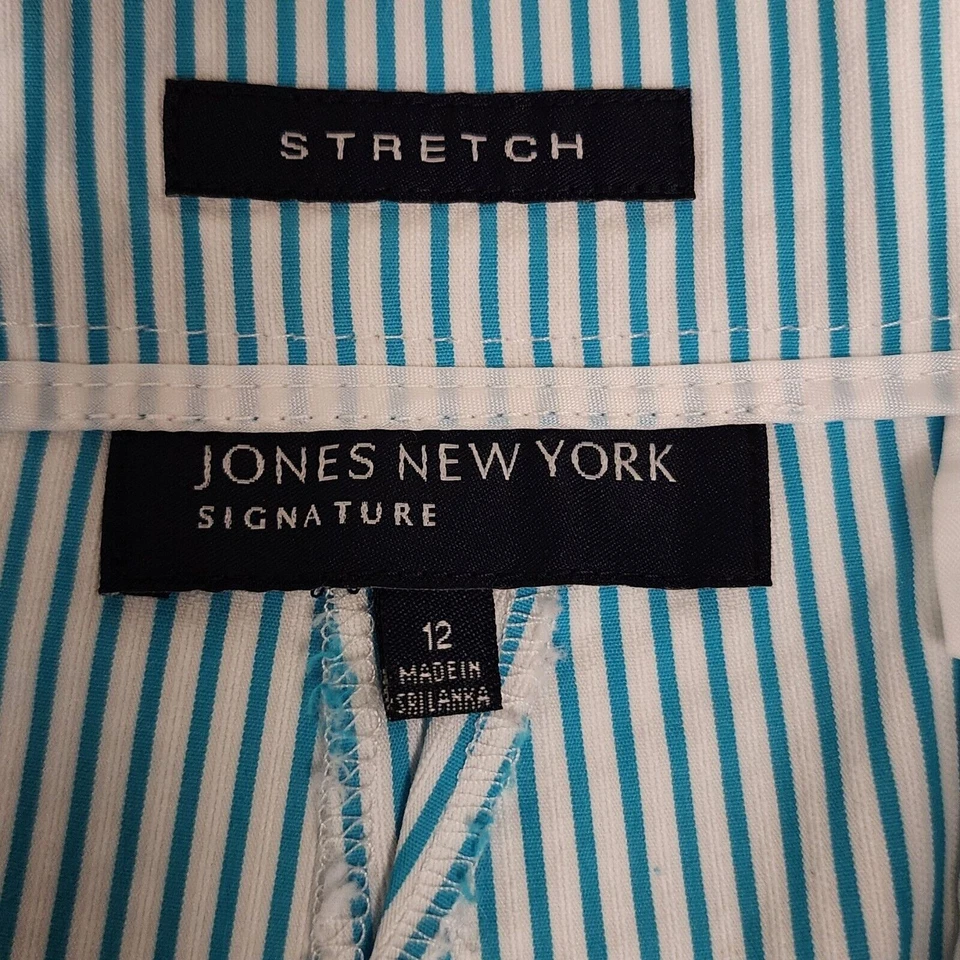 STRETCH
JONES NEW YORK
SIGNATURE
12
MADE IN
SRI LANKA